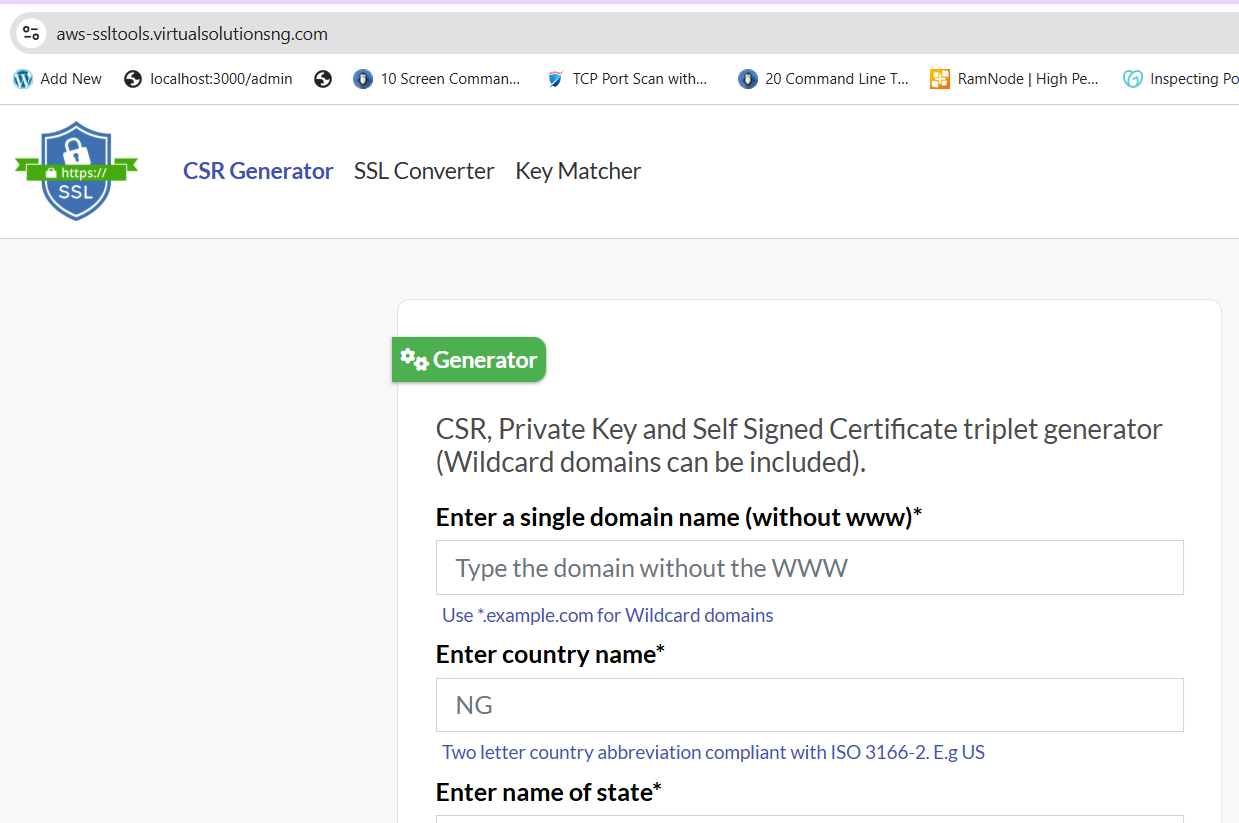 aws-ssltools.virtualsolutionsng.com
Add New localhost:3000/admin 10 Screen Comman... TCP Port Scan with... 20 Command Line T... RamNode | High Pe... Inspecting Po
https://
SSL
CSR Generator SSL Converter Key Matcher
Generator
CSR, Private Key and Self Signed Certificate triplet generator
(Wildcard domains can be included).
Enter a single domain name (without www)*
Type the domain without the WWW
Use *.example.com for Wildcard domains
Enter country name*
NG
Two letter country abbreviation compliant with ISO 3166-2. E.g US
Enter name of state*